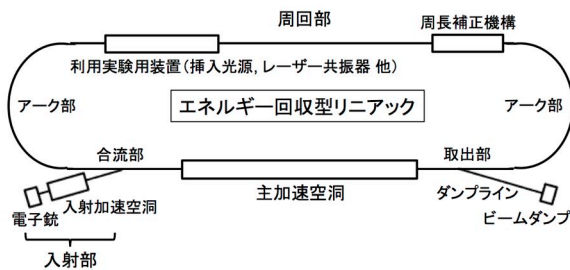 周回部
周長補正機構
利用実験用装置(挿入光源, レーザー共振器 他)
アーク部
エネルギー回収型リニアック
アーク部
合流部
取出部
主加速空洞
ダンプライン
入射加速空洞
電子銃
ビームダンプ
入射部